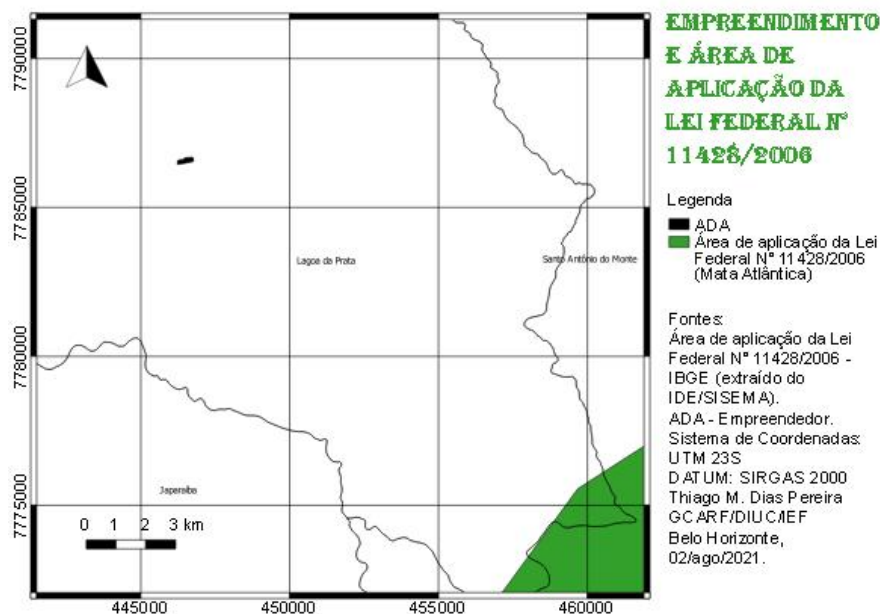 EMPREENDIMENTO
E ÁREA DE
APLICAÇÃO DA
LEI FEDERAL Nº
11428/2006
Legenda
ADA
Área de aplicação da Lei
Federal N° 11428/2006
(Mata Atlântica)
Fontes:
Área de aplicação da Lei
Federal N° 11428/2006 -
IBGE (extraído do
IDE/SISEMA).
ADA - Empreendedor.
Sistema de Coordenadas:
UTM 23S
DATUM: SIRGAS 2000
Thiago M. Dias Pereira
GCARF/DIUC/IEF
Belo Horizonte,
02/ago/2021.
7790000
7785000
7780000
7775000
Lagoa da Prata
Santo Antônio do Monte
Japaraíba
0 1 2 3 km
445000 450000 455000 460000